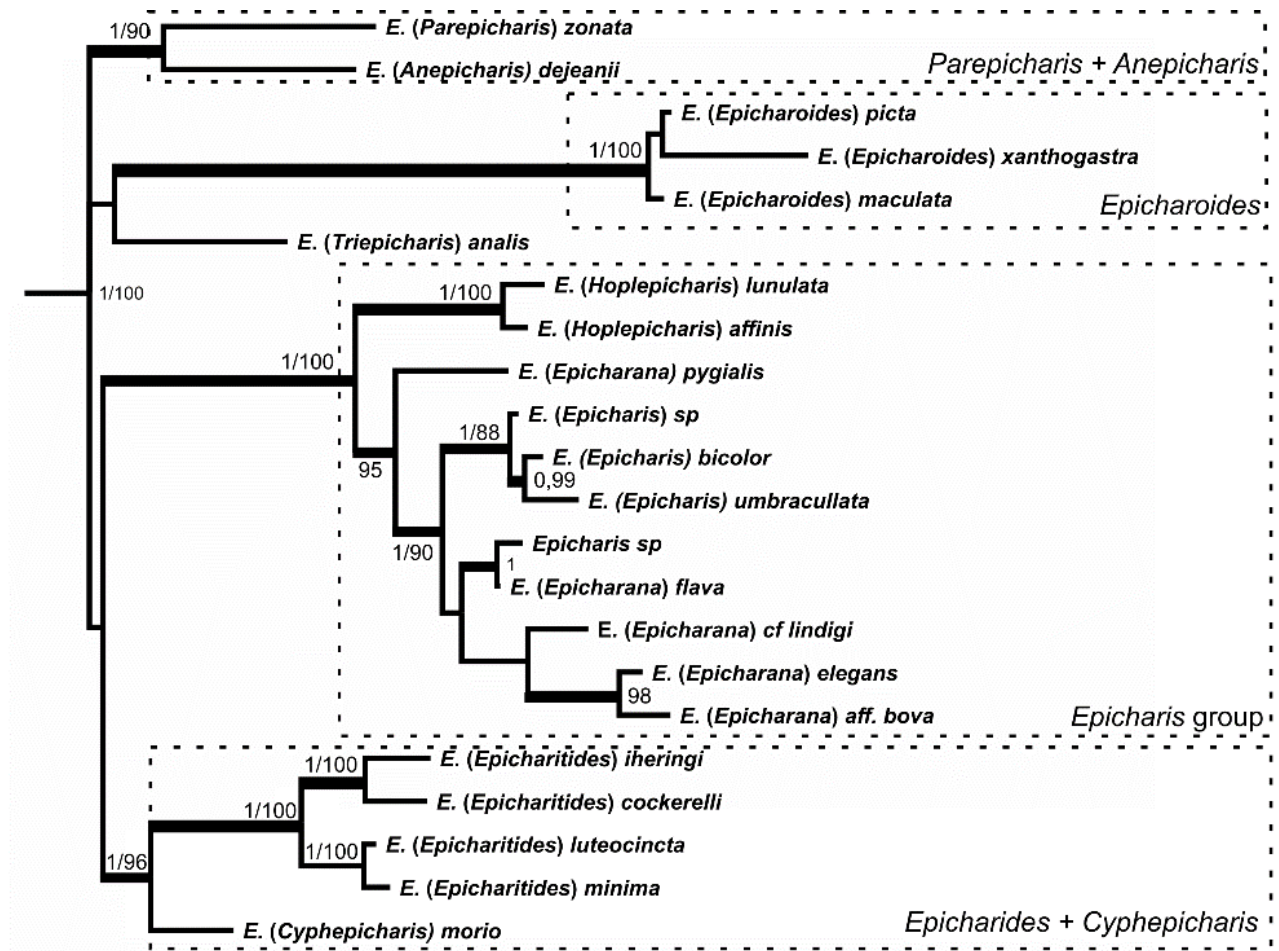 1/90
E. (Parepicharis) zonata
E. (Anepicharis) dejeanii
Parepicharis + Anepicharis
E. (Epicharoides) picta
1/100
E. (Epicharoides) xanthogastra
E. (Epicharoides) maculata
Epicharoides
E. (Triepicharis) analis
1/100
1/100
E. (Hoplepicharis) lunulata
E. (Hoplepicharis) affinis
1/100
E. (Epicharana) pygialis
E. (Epicharis) sp
1/88
E. (Epicharis) bicolor
95
0,99
E. (Epicharis) umbracullata
Epicharis sp
1/90
1
E. (Epicharana) flava
E. (Epicharana) cf lindigi
E. (Epicharana) elegans
98
E. (Epicharana) aff. bova
Epicharis group
1/100
E. (Epicharitides) iheringi
E. (Epicharitides) cockerelli
1/100
E. (Epicharitides) luteocincta
1/100
1/96
E. (Epicharitides) minima
Epicharides + Cyphepicharis
E. (Cyphepicharis) morio